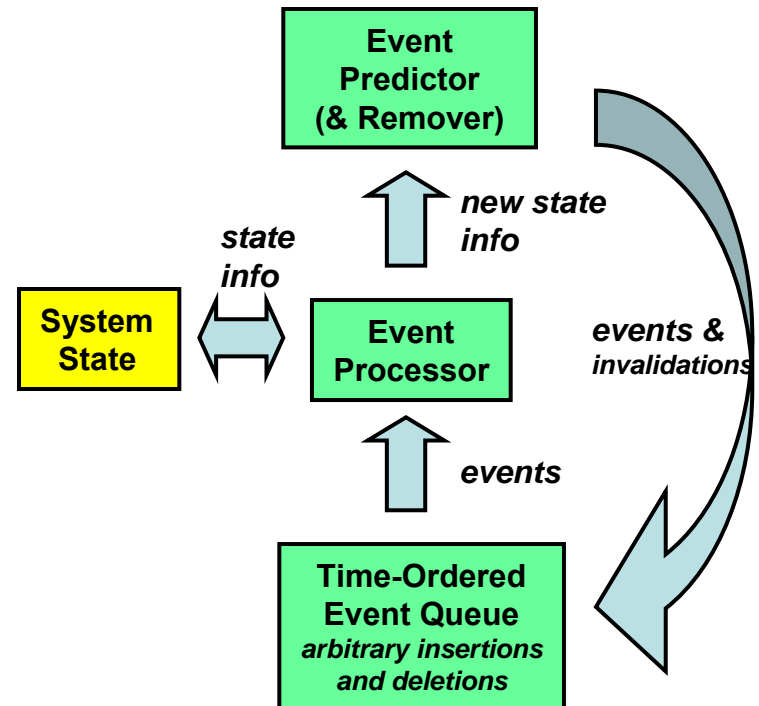 Event
Predictor
(& Remover)
new state
info
state
info
System
State
Event
Processor
events &
invalidations
events
Time-Ordered
Event Queue
arbitrary insertions
and deletions